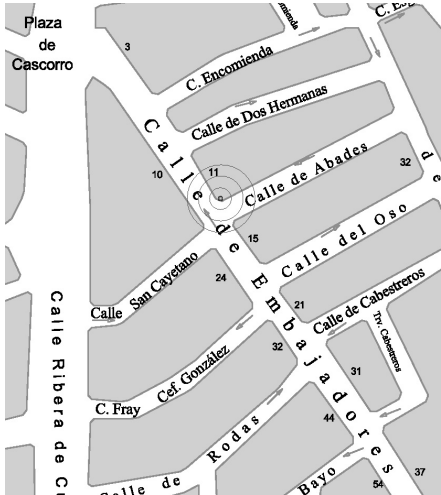 Plaza
de
Cascorro
3
C. Encomienda
Calle de Dos Hermanas
Calle de Embajadores
10
11
Calle de Abades
32
de
15
Calle del Oso
Calle San Cayetano
24
21
Calle de Cabestreros
Trv. Cabestreros
Calle Ribera de Cu
32
Cef. González
C. Fray
31
44
Calle de Rodas
Bayo
37
54